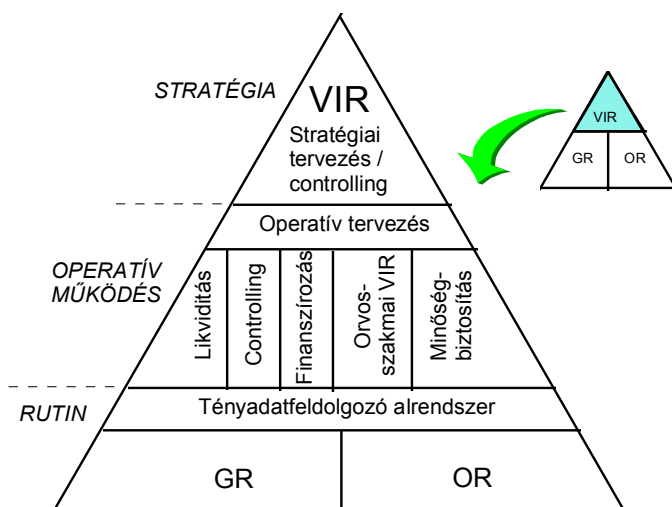 STRATÉGIA
VIR
Stratégiai
tervezés /
controlling
VIR
GR
OR
Operatív tervezés
OPERATÍV
MŰKÖDÉS
Likviditás
Controlling
Finanszírozás
Orvos-
szakmai VIR
Minőség-
biztosítás
RUTIN
Tényadatfeldolgozó alrendszer
GR
OR